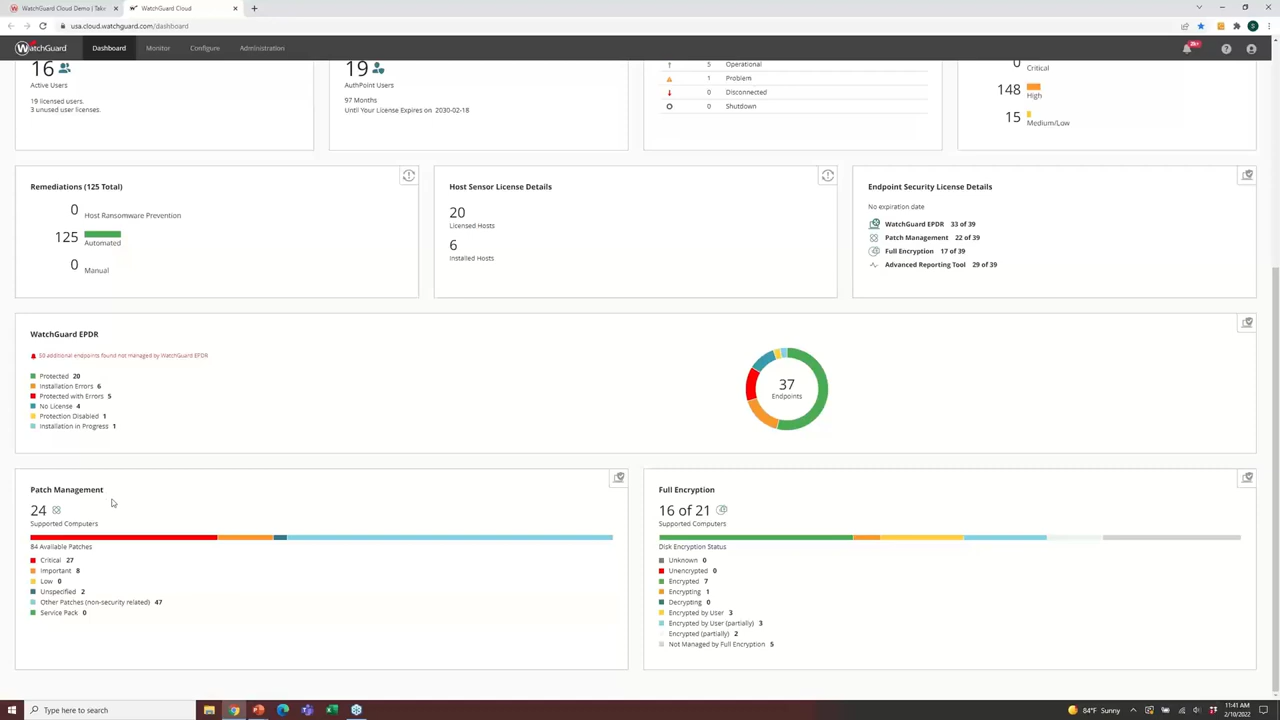 WatchGuard Cloud Demo | Take
WatchGuard Cloud
usa.cloud.watchguard.com/dashboard
WatchGuard
Dashboard
Monitor
Configure
Administration
16
Active Users
19 licensed users.
3 unused user licenses.
19
AuthPoint Users
97 Months
Until Your License Expires on 2030-02-18
5 Operational
1 Problem
0 Disconnected
0 Shutdown
0
Critical
148
High
15
Medium/Low
Remediations (125 Total)
0 Host Ransomware Prevention
125 Automated
0 Manual
Host Sensor License Details
20
Licensed Hosts
6
Installed Hosts
Endpoint Security License Details
No expiration date
WatchGuard EPDR 33 of 39
Patch Management 22 of 39
Full Encryption 17 of 39
Advanced Reporting Tool 29 of 39
WatchGuard EPDR
Protected 20
Installation Errors 6
Protected with Errors 5
No License 4
Protection Disabled 1
Installation in Progress 1
37
Endpoints
Patch Management
24
Supported Computers
84 Available Patches
Critical 27
Important 8
Low 0
Unspecified 2
Other Patches (non-security related) 47
Service Pack 0
Full Encryption
16 of 21
Supported Computers
Disk Encryption Status
Unknown 0
Unencrypted 0
Encrypted 7
Encrypting 1
Decrypting 0
Encrypted by User 3
Encrypted by User (partially) 3
Encrypted (partially) 2
Not Managed by Full Encryption 5
Type here to search
84°F Sunny
11:41 AM
2/10/2022